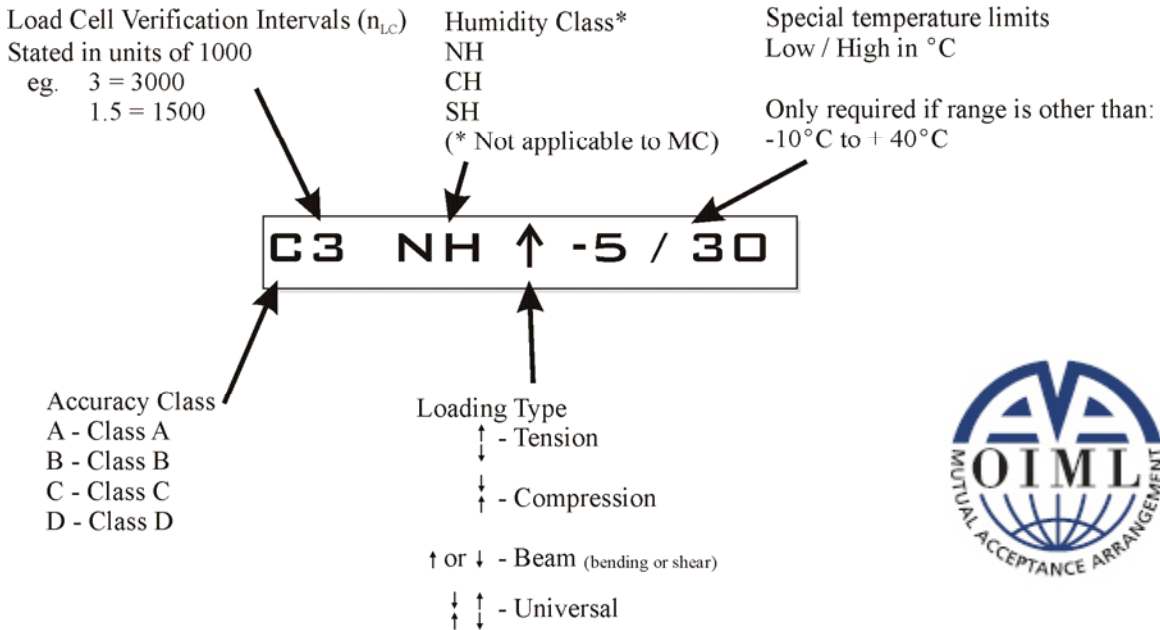 Load Cell Verification Intervals (nLC)
Stated in units of 1000
eg. 3 = 3000
1.5 = 1500
Humidity Class*
NH
CH
SH
(* Not applicable to MC)
Special temperature limits
Low / High in °C
Only required if range is other than:
-10°C to + 40°C
C3 NH ↑ -5 / 30
Accuracy Class
A - Class A
B - Class B
C - Class C
D - Class D
Loading Type
↑↓ - Tension
↓↑ - Compression
↑ or ↓ - Beam (bending or shear)
↓↑ ↑↓ - Universal
OIML
MUTUAL ACCEPTANCE ARRANGEMENT